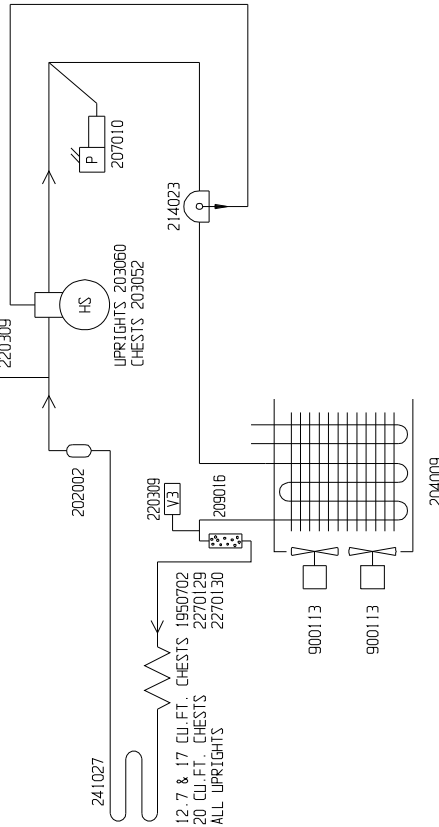 220309
P
207010
214023
HS
UPRIGHTS 203060
CHESTS 203052
202002
220309
V3
209016
204009
900113
900113
12.7 & 17 CU.FT. CHESTS 1950702
20 CU.FT. CHESTS 2270129
ALL UPRIGHTS 2270130
241027